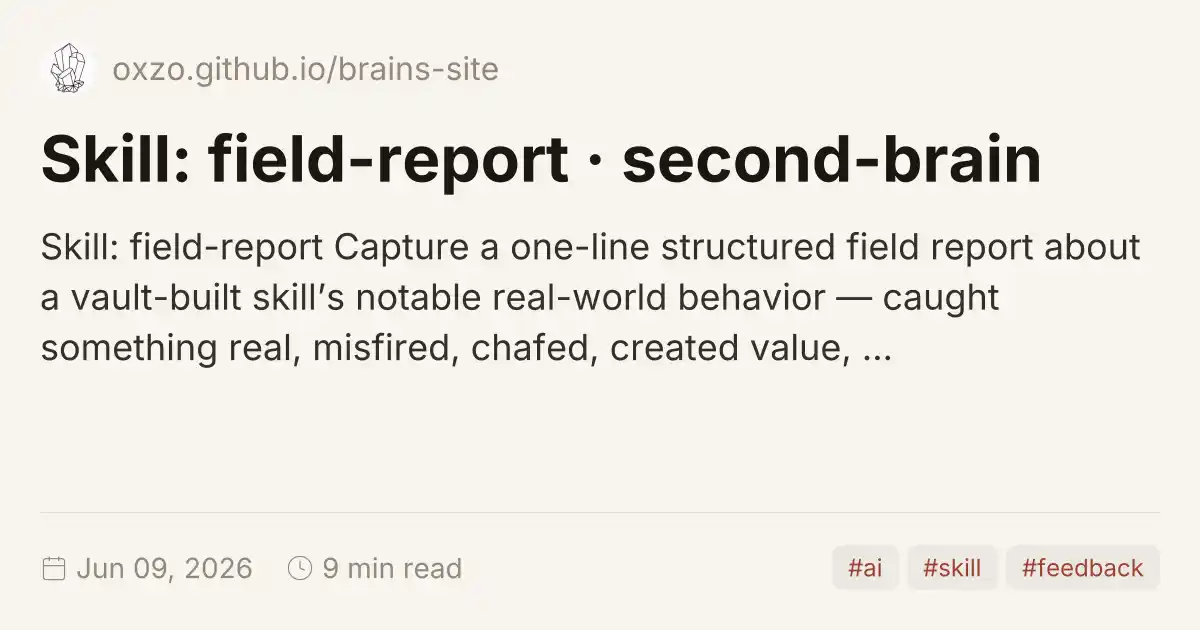 oxzo.github.io/brains-site
Skill: field-report · second-brain
Skill: field-report Capture a one-line structured field report about
a vault-built skill’s notable real-world behavior — caught
something real, misfired, chafed, created value, ...
Jun 09, 2026 9 min read #ai #skill #feedback